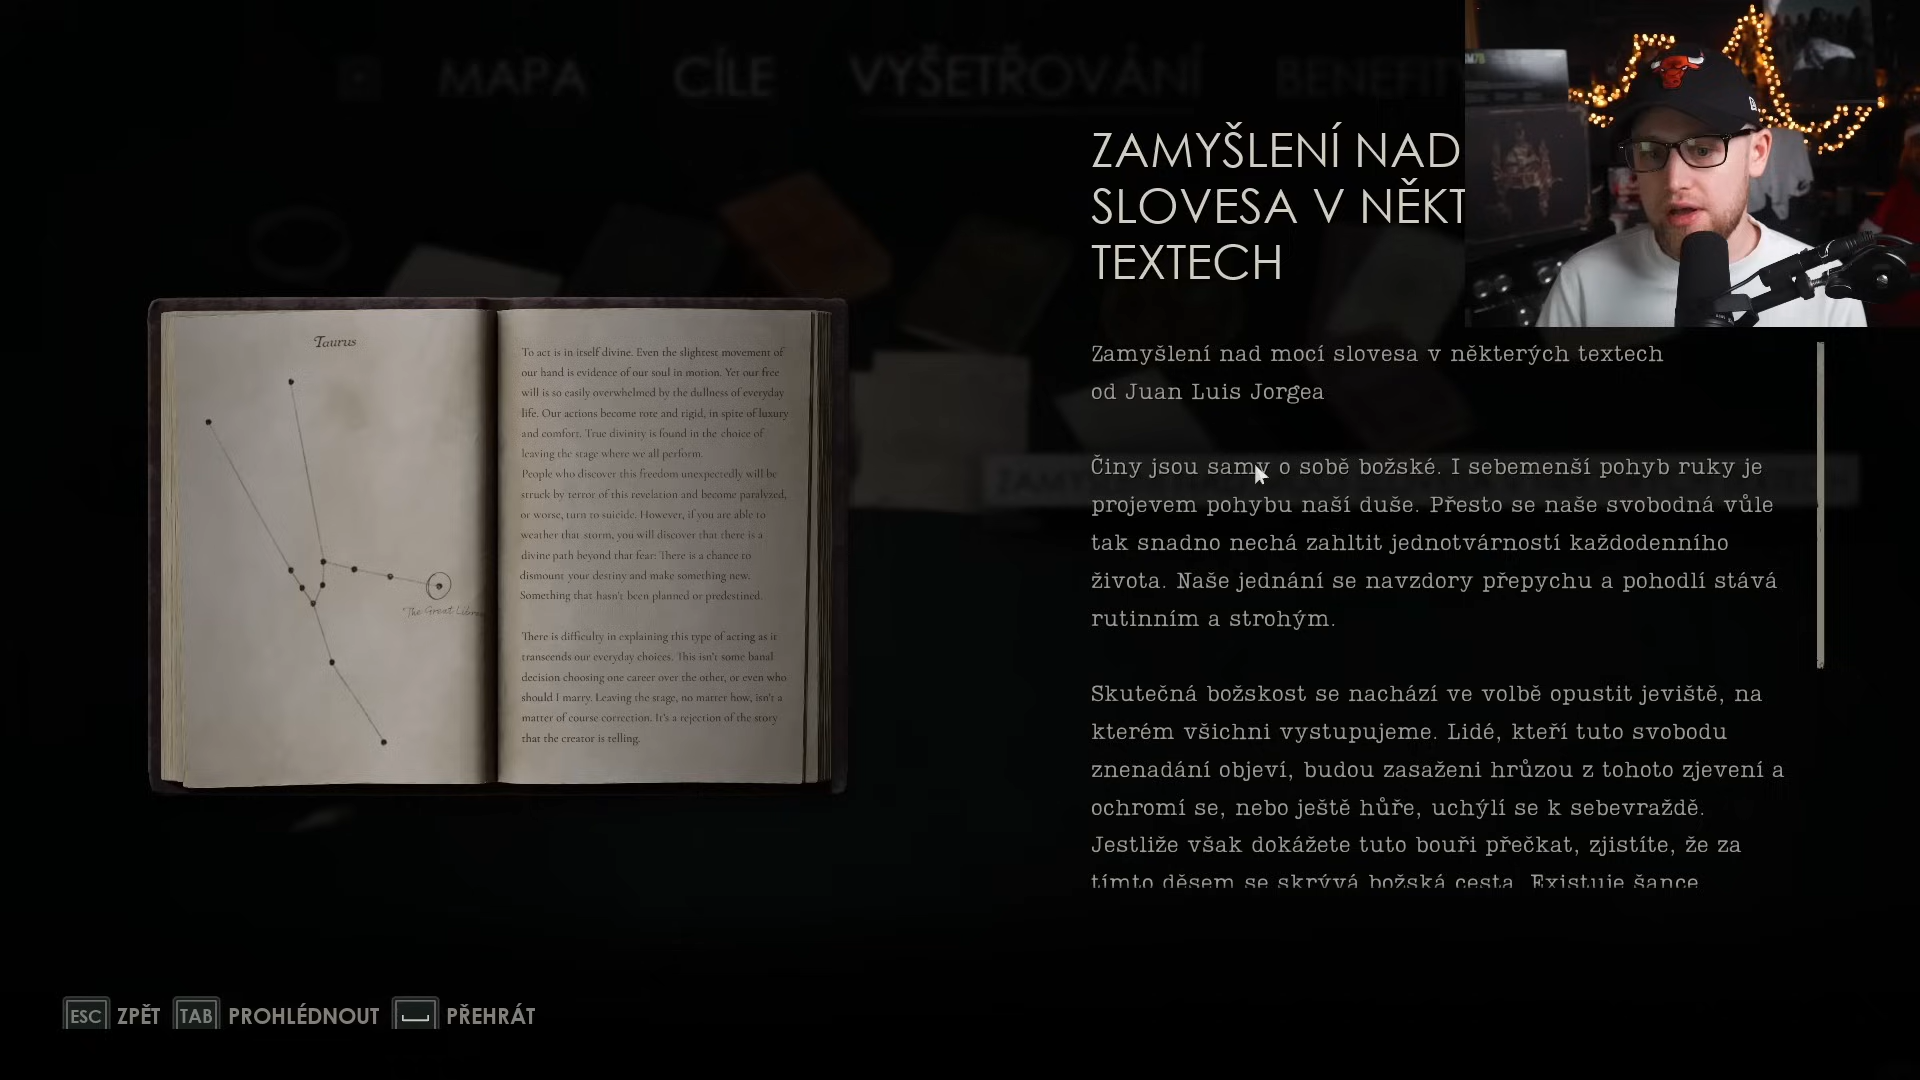 MAPA CÍLE VYŠETŘOVÁNÍ BENEFITY
ZAMYŠLENÍ NAD
SLOVESA V NĚKT
TEXTECH
Taurus
"The Great Libra
To act is in itself divine. Even the slightest movement of
our hand is evidence of our soul in motion. Yet our free
will is so easily overwhelmed by the dullness of everyday
life. Our actions become rote and rigid, in spite of luxury
and comfort. True divinity is found in the choice of
leaving the stage where we all perform.
People who discover this freedom unexpectedly will be
struck by terror of this revelation and become paralyzed,
or worse, turn to suicide. However, if you are able to
weather that storm, you will discover that there is a
divine path beyond that fear: There is a chance to
dismount your destiny and make something new.
Something that hasn't been planned or predestined.
There is difficulty in explaining this type of acting as it
transcends our everyday choices. This isn't some banal
decision choosing one career over the other, or even who
should I marry. Leaving the stage, no matter how, isn't a
matter of course correction. It's a rejection of the story
that the creator is telling.
Zamyšlení nad mocí slovesa v některých textech
od Juan Luis Jorgea
Činy jsou samy o sobě božské. I sebemenší pohyb ruky je
projevem pohybu naší duše. Přesto se naše svobodná vůle
tak snadno nechá zahltit jednotvárností každodenního
života. Naše jednání se navzdory přepychu a pohodlí stává
rutinním a strohým.
Skutečná božskost se nachází ve volbě opustit jeviště, na
kterém všichni vystupujeme. Lidé, kteří tuto svobodu
znenadání objeví, budou zasaženi hrůzou z tohoto zjevení a
ochromí se, nebo ještě hůře, uchýlí se k sebevraždě.
Jestliže však dokážete tuto bouři přečkat, zjistíte, že za
tímto děsem se skrývá božská cesta. Existuje šance
ESC ZPĚT TAB PROHLÉDNOUT PŘEHRÁT